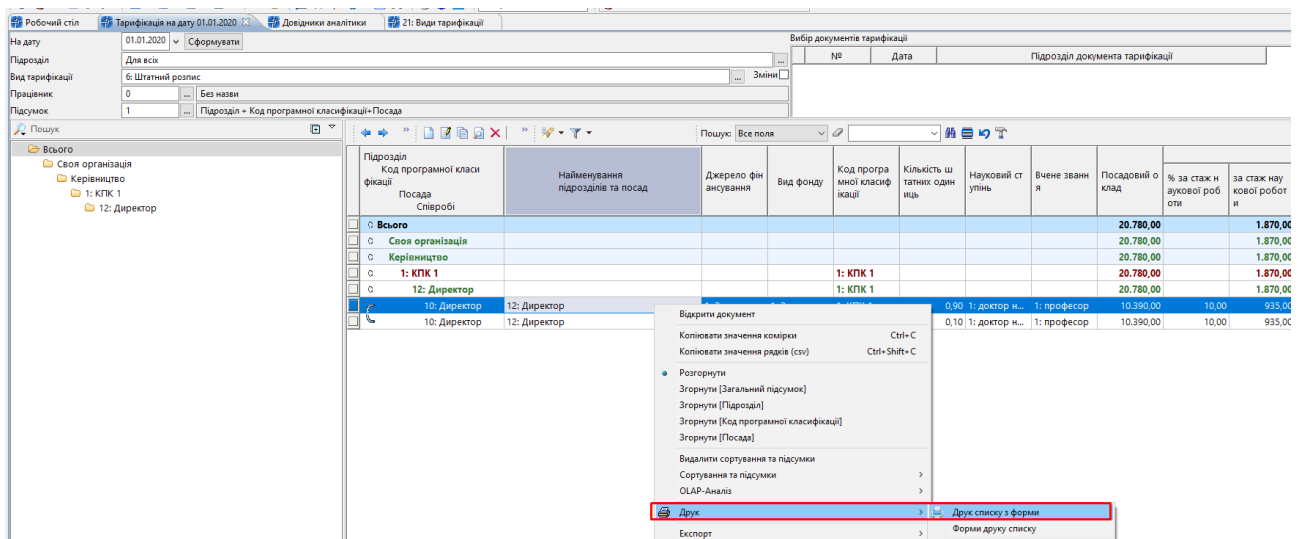 Робочий стіл Тарифікація на дату 01.01.2020 Довідники аналітики 21: Види тарифікації
На дату 01.01.2020 Сформувати
Підрозділ Для всіх ...
Вид тарифікації 6: Штатний розпис ... Зміни
Працівник 0 ... Без назви
Підсумок 1 ... Підрозділ + Код програмної класифікації+Посада
Вибір документів тарифікації
№ Дата Підрозділ документа тарифікації
Пошук
Всього
Своя організація
Керівництво
1: КПК 1
12: Директор
Пошук: Все поля
Підрозділ
Код програмної класи
фікації
Посада
Співробі
Найменування
підрозділів та посад
Джерело фін
ансування
Вид фонду
Код програ
мної класиф
ікації
Кількість ш
татних один
иць
Науковий ст
упінь
Вчене званн
я
Посадовий о
клад
% за стаж н
аукової роб
оти
за стаж нау
кової робот
и
Всього 20.780,00 1.870,00
Своя організація 20.780,00 1.870,00
Керівництво 20.780,00 1.870,00
1: КПК 1 1: КПК 1 20.780,00 1.870,00
12: Директор 1: КПК 1 20.780,00 1.870,00
10: Директор 12: Директор 0,90 1: доктор н... 1: професор 10.390,00 10,00 935,00
10: Директор 12: Директор 0,10 1: доктор н... 1: професор 10.390,00 10,00 935,00
Відкрити документ
Копіювати значення комірки Ctrl+C
Копіювати значення рядків (csv) Ctrl+Shift+C
Розгорнути
Згорнути [Загальний підсумок]
Згорнути [Підрозділ]
Згорнути [Код програмної класифікації]
Згорнути [Посада]
Видалити сортування та підсумки
Сортування та підсумки
OLAP-Аналіз
Друк
Експорт
Друк списку з форми
Форми друку списку